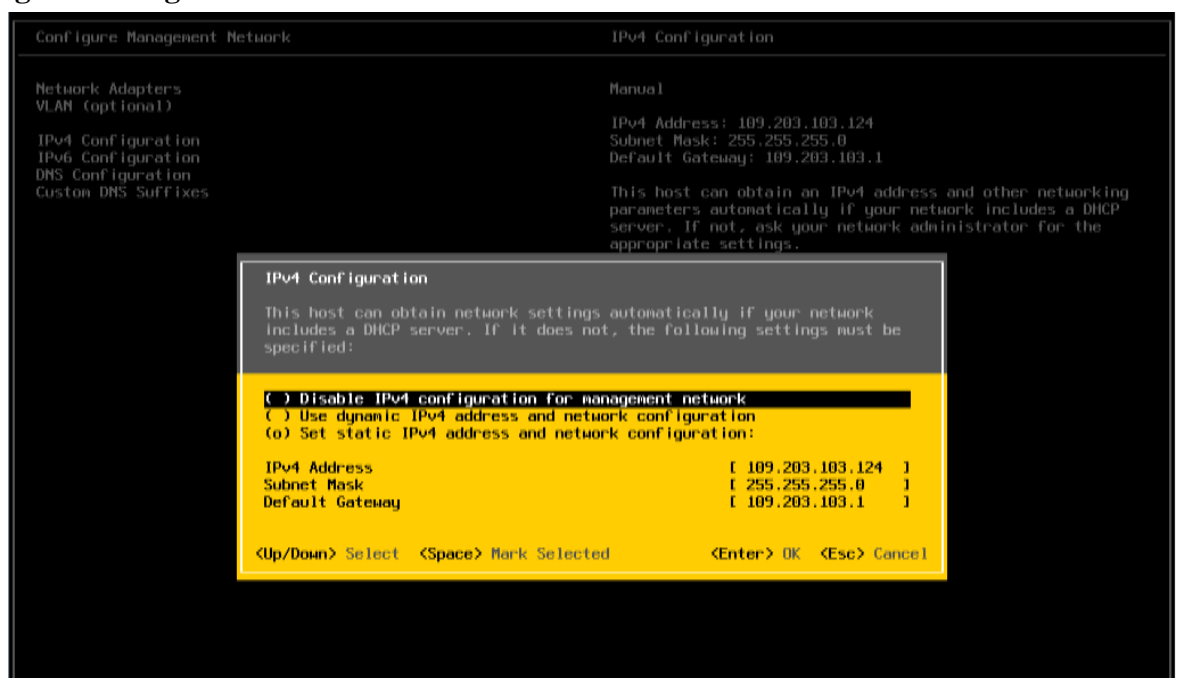 Configure Management Network
IPv4 Configuration
Network Adapters
VLAN (optional)
IPv4 Configuration
IPv6 Configuration
DNS Configuration
Custom DNS Suffixes
Manual
IPv4 Address: 109.203.103.124
Subnet Mask: 255.255.255.0
Default Gateway: 109.203.103.1
This host can obtain an IPv4 address and other networking
parameters automatically if your network includes a DHCP
server. If not, ask your network administrator for the
appropriate settings.
IPv4 Configuration
This host can obtain network settings automatically if your network
includes a DHCP server. If it does not, the following settings must be
specified:
( ) Disable IPv4 configuration for management network
( ) Use dynamic IPv4 address and network configuration
(o) Set static IPv4 address and network configuration:
IPv4 Address [ 109.203.103.124 ]
Subnet Mask [ 255.255.255.0 ]
Default Gateway [ 109.203.103.1 ]
<Up/Down> Select <Space> Mark Selected <Enter> OK <Esc> Cancel